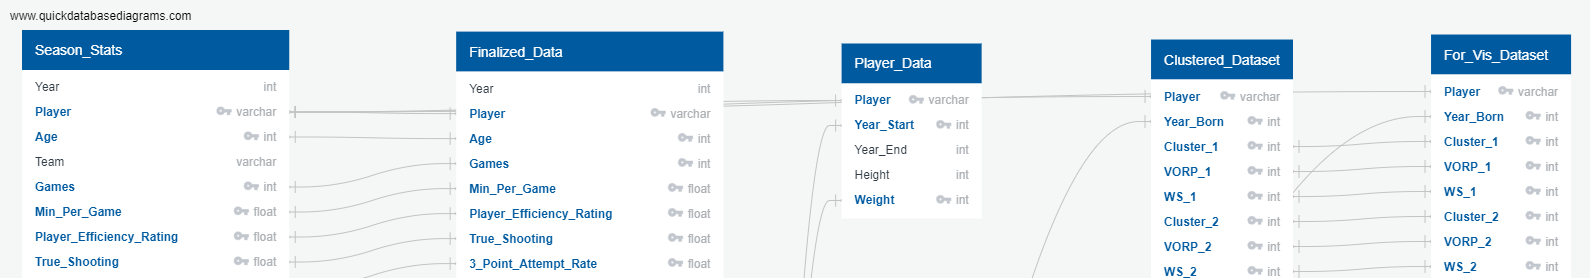 www.quickdatabasediagrams.com
Season_Stats
Year int
Player varchar
Age int
Team varchar
Games int
Min_Per_Game float
Player_Efficiency_Rating float
True_Shooting float
Finalized_Data
Year int
Player varchar
Age int
Games int
Min_Per_Game float
Player_Efficiency_Rating float
True_Shooting float
3_Point_Attempt_Rate float
Player_Data
Player varchar
Year_Start int
Year_End int
Height int
Weight int
Clustered_Dataset
Player varchar
Year_Born int
Cluster_1 int
VORP_1 int
WS_1 int
Cluster_2 int
VORP_2 int
WS_2 int
For_Vis_Dataset
Player varchar
Year_Born int
Cluster_1 int
VORP_1 int
WS_1 int
Cluster_2 int
VORP_2 int
WS_2 int